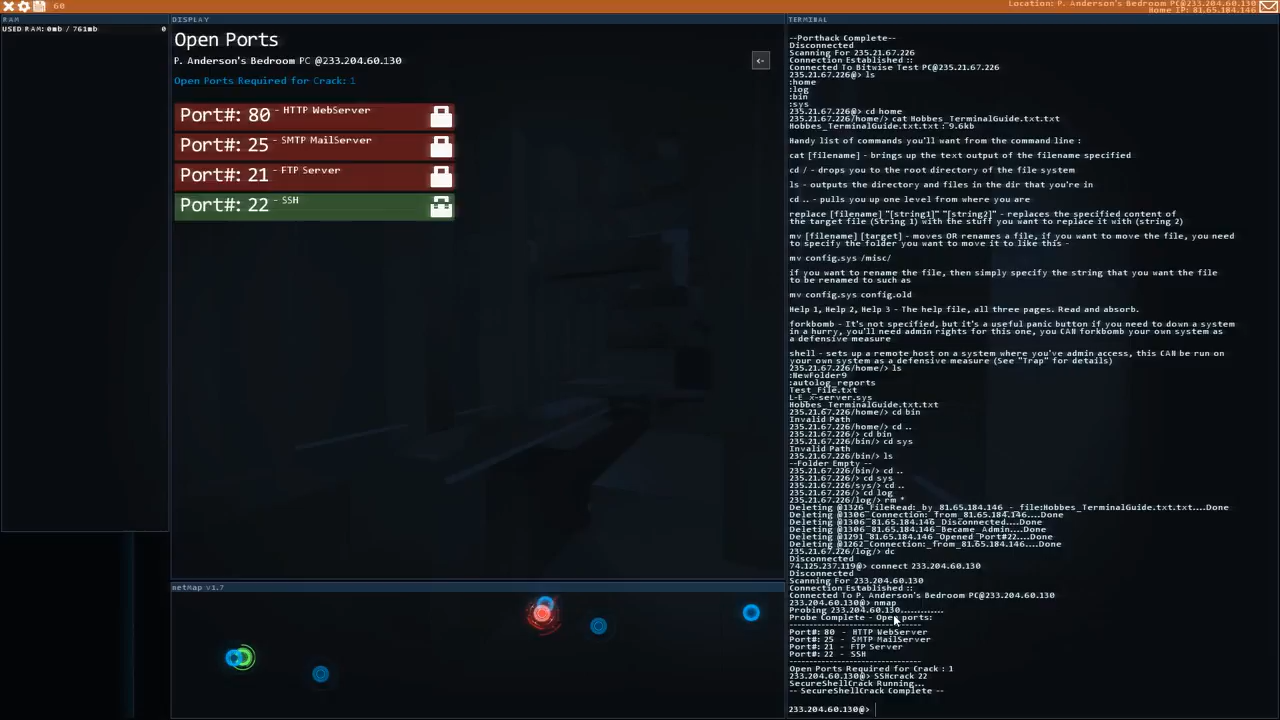 60
Location: P. Anderson's Bedroom PC@233.204.60.130
Home IP: 81.65.184.146
RAM
USED RAM: 0mb / 761mb
0
DISPLAY
Open Ports
P. Anderson's Bedroom PC @233.204.60.130
<-
Open Ports Required for Crack: 1
Port#: 80 - HTTP WebServer
Port#: 25 - SMTP MailServer
Port#: 21 - FTP Server
Port#: 22 - SSH
netMap v1.7
TERMINAL
--Porthack Complete--
Disconnected
Scanning For 235.21.67.226
Connection Established ::
Connected To Bitwise Test PC@235.21.67.226
235.21.67.226@> ls
:home
:log
:bin
:sys
235.21.67.226@> cd home
235.21.67.226/home/> cat Hobbes_TerminalGuide.txt.txt
Hobbes_TerminalGuide.txt.txt : 9.6kb
Handy list of commands you'll want from the command line :
cat [filename] - brings up the text output of the filename specified
cd / - drops you to the root directory of the file system
ls - outputs the directory and files in the dir that you're in
cd .. - pulls you up one level from where you are
replace [filename] "[string1]" "[string2]" - replaces the specified content of
the target file (String 1) with the stuff you want to replace it with (string 2)
mv [filename] [target] - moves OR renames a file, if you want to move the file, you need
to specify the folder you want to move it to like this -
mv config.sys /misc/
if you want to rename the file, then simply specify the string that you want the file
to be renamed to such as
mv config.sys config.old
Help 1, Help 2, Help 3 - The help file, all three pages. Read and absorb.
forkbomb - It's not specified, but it's a useful panic button if you need to down a system
in a hurry, you'll need admin rights for this one, you CAN forkbomb your own system as
a defensive measure
shell - sets up a remote host on a system where you've admin access, this CAN be run on
your own system as a defensive measure (See "Trap" for details)
235.21.67.226/home/> ls
:NewFolder9
:autolog_reports
Test_File.txt
L-E_x-server.sys
Hobbes_TerminalGuide.txt.txt
235.21.67.226/home/> cd bin
Invalid Path
235.21.67.226/home/> cd ..
235.21.67.226/> cd bin
235.21.67.226/bin/> cd sys
Invalid Path
235.21.67.226/bin/> ls
--Folder Empty --
235.21.67.226/bin/> cd ..
235.21.67.226/> cd sys
235.21.67.226/sys/> cd ..
235.21.67.226/> cd log
235.21.67.226/log/> rm *
Deleting @1326_FileRead:_by_81.65.184.146_-_file:Hobbes_TerminalGuide.txt.txt....Done
Deleting @1306_Connection:_from_81.65.184.146....Done
Deleting @1306_81.65.184.146_Disconnected....Done
Deleting @1306_81.65.184.146_Became_Admin....Done
Deleting @1291_81.65.184.146_Opened_Port#22....Done
Deleting @1262_Connection:_from_81.65.184.146....Done
235.21.67.226/log/> dc
Disconnected
74.125.237.119@> connect 233.204.60.130
Disconnected
Scanning For 233.204.60.130
Connection Established ::
Connected To P. Anderson's Bedroom PC@233.204.60.130
233.204.60.130@> nmap
Probing 233.204.60.130.............
Probe Complete - Open ports:
---------------------------------
Port#: 80 - HTTP WebServer
Port#: 25 - SMTP MailServer
Port#: 21 - FTP Server
Port#: 22 - SSH
---------------------------------
Open Ports Required for Crack : 1
233.204.60.130@> SSHcrack 22
SecureShellCrack Running...
-- SecureShellCrack Complete --
233.204.60.130@>